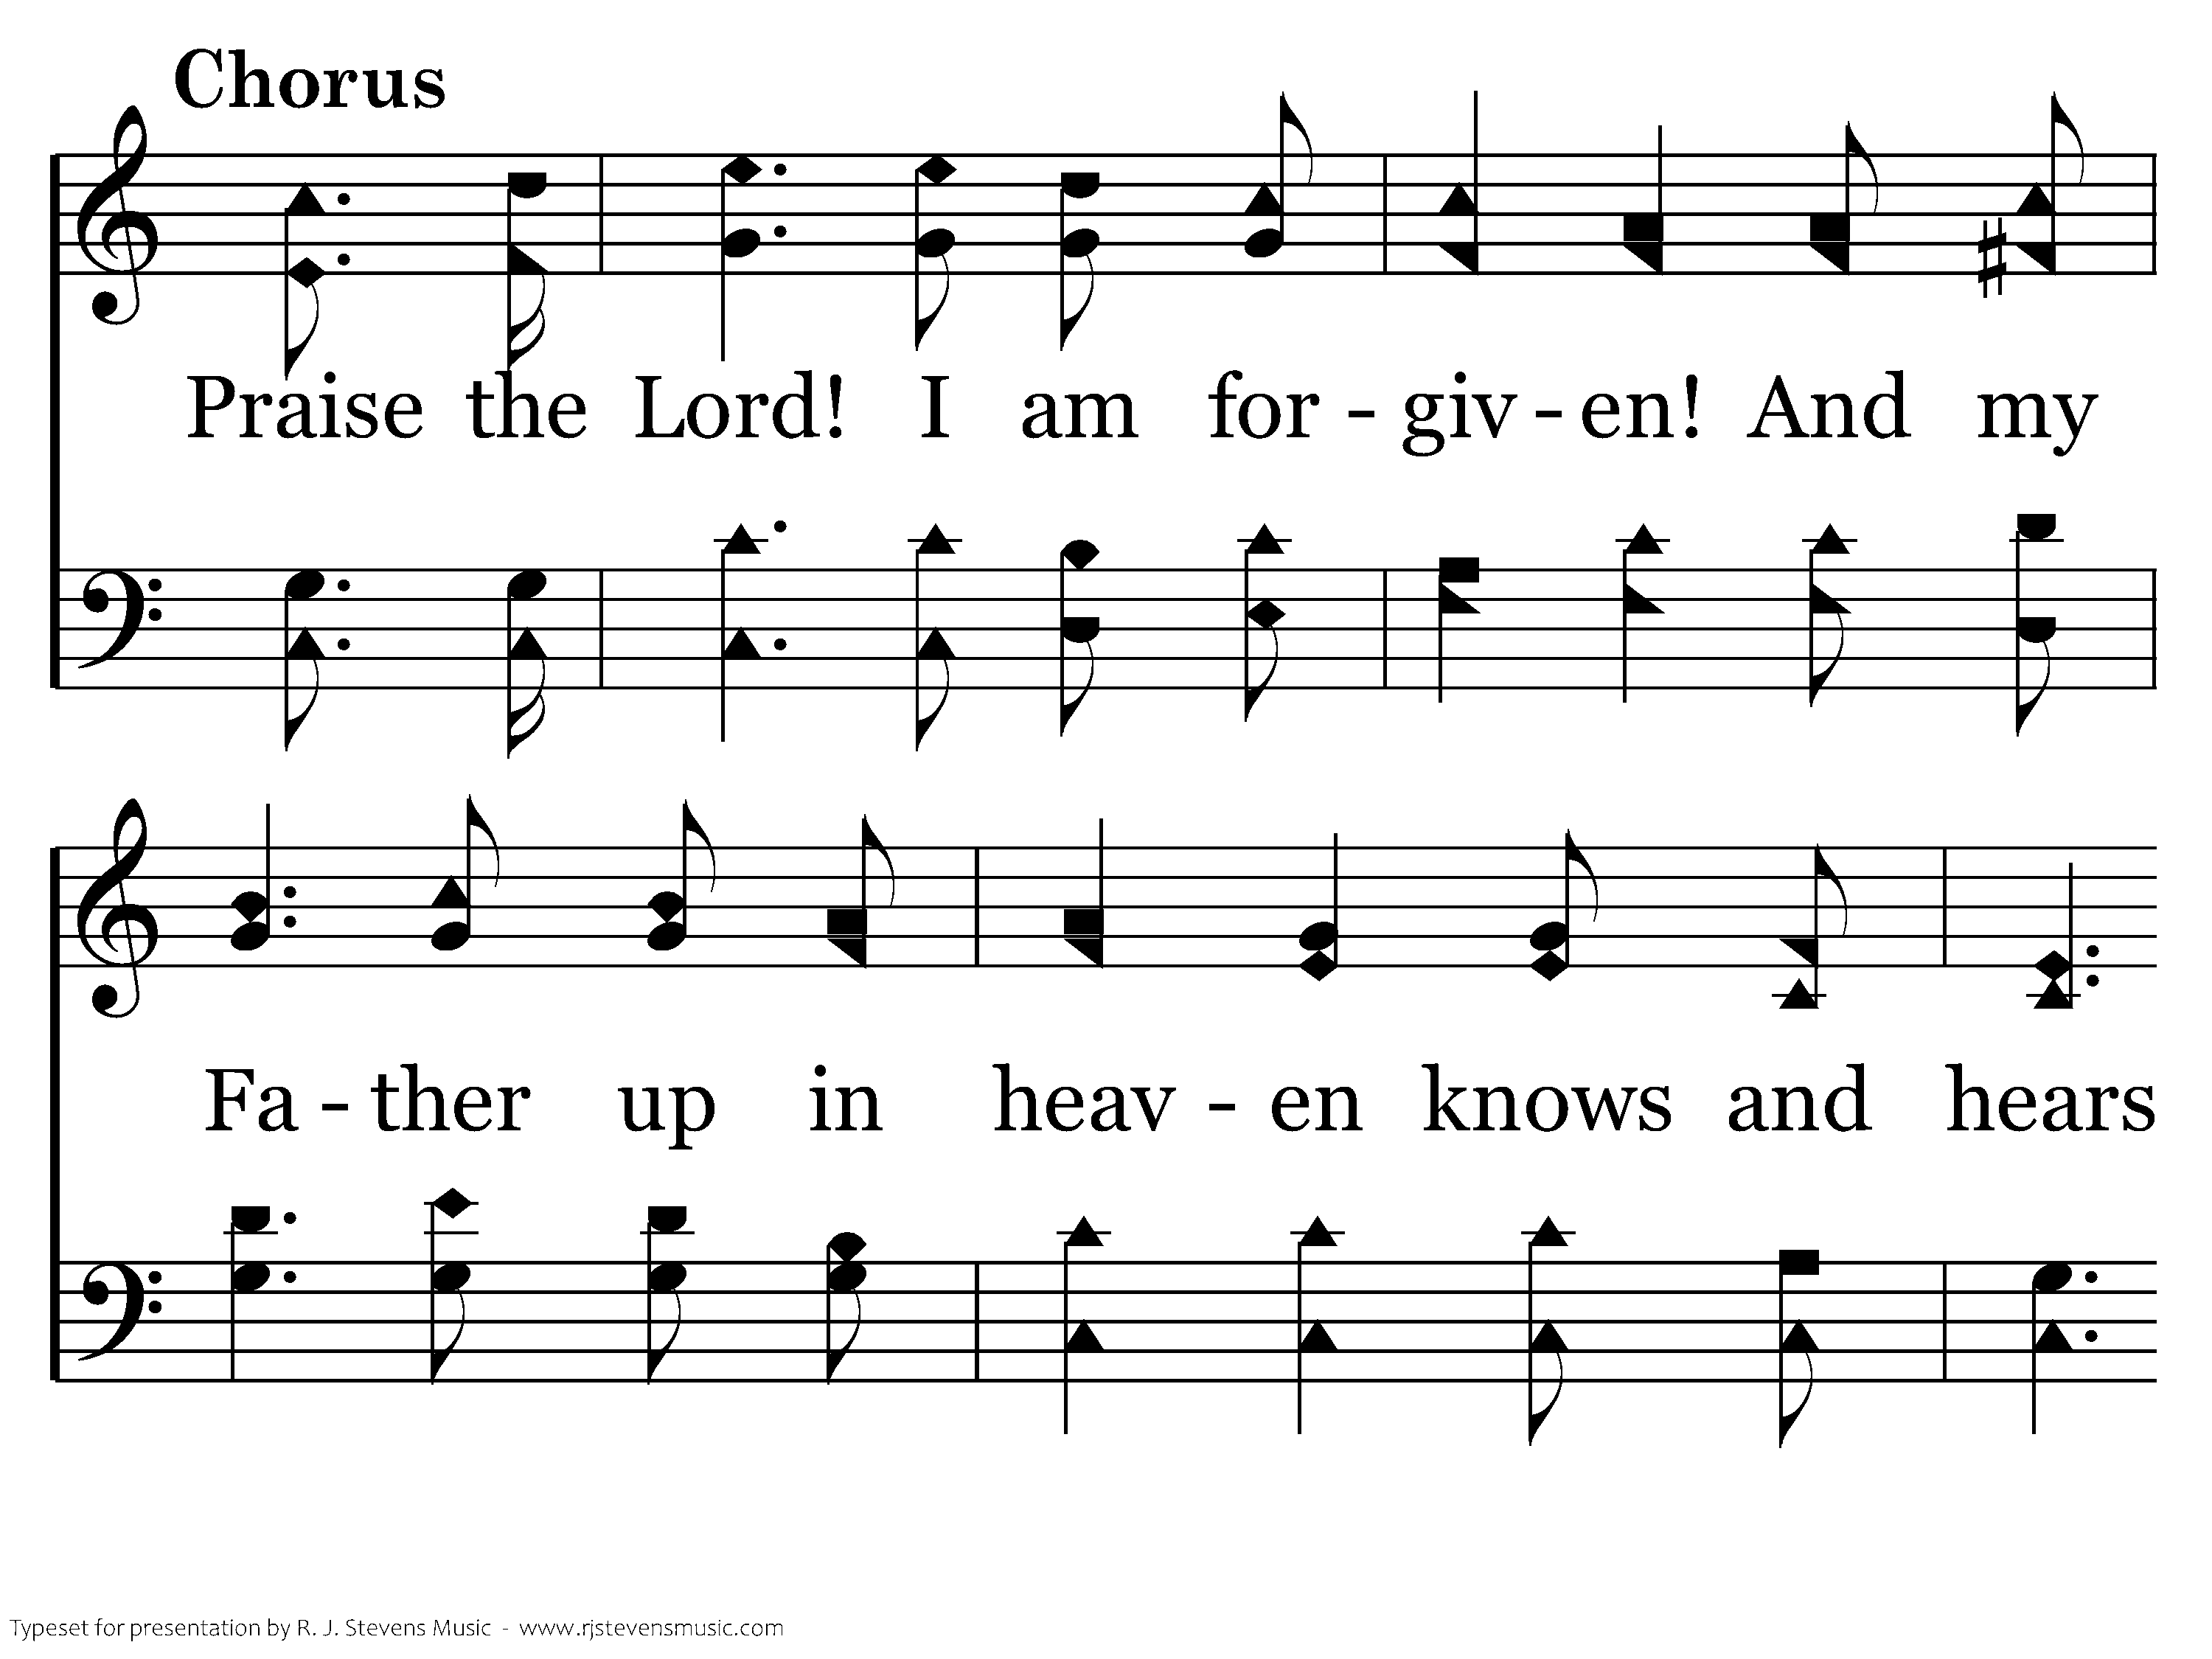 Chorus
Praise the Lord! I am for - giv - en! And my
Fa - ther up in heav - en knows and hears
Typeset for presentation by R. J. Stevens Music - www.rjstevensmusic.com